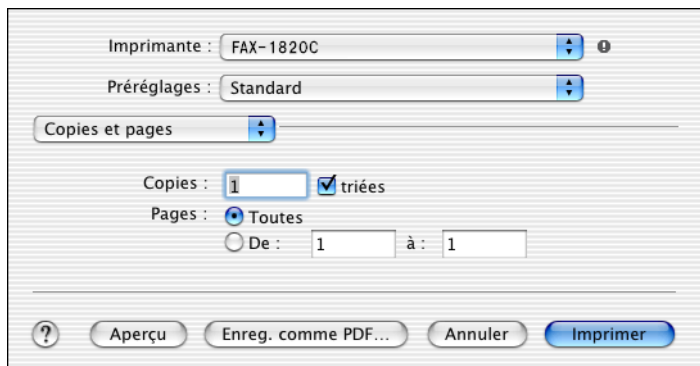 Imprimante : FAX-1820C
Préréglages : Standard
Copies et pages
Copies : 1 triées
Pages : Toutes
De : 1 à : 1
? Aperçu Enreg. comme PDF... Annuler Imprimer